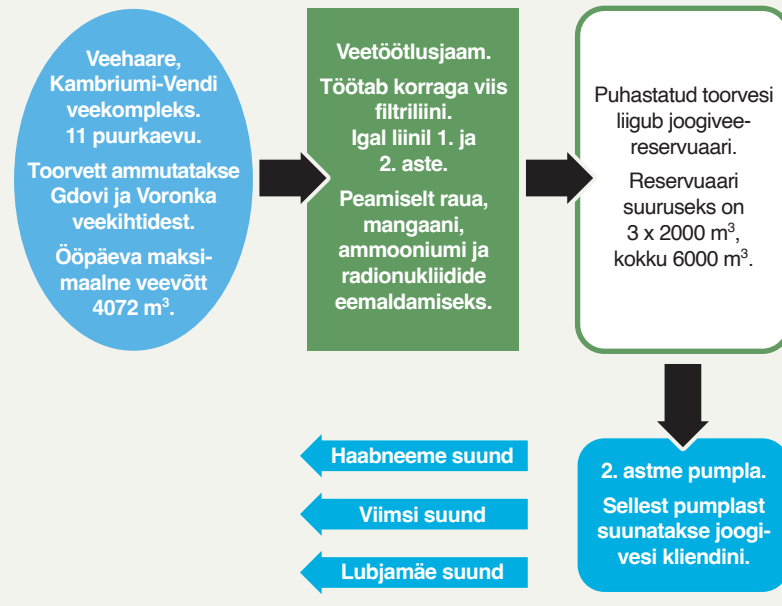 Veehaare,
Kambriumi-Vendi
veekompleks.
11 puurkaevu.
Toorvett ammutatakse
Gdovi ja Voronka
veekihtidest.
Ööpäeva maksi-
maalne veevõtt
4072 m³.
Veetöötlusjaam.
Töötab korraga viis
filtriliini.
Igal liinil 1. ja
2. aste.
Peamiselt raua,
mangaani,
ammooniumi ja
radionukliidide
eemaldamiseks.
Puhastatud toorvesi
liigub joogivee-
reservuaari.
Reservuaari
suuruseks on
3 x 2000 m³,
kokku 6000 m³.
2. astme pumpla.
Sellest pumplast
suunatakse joogi-
vesi kliendini.
Haabneeme suund
Viimsi suund
Lubjamäe suund